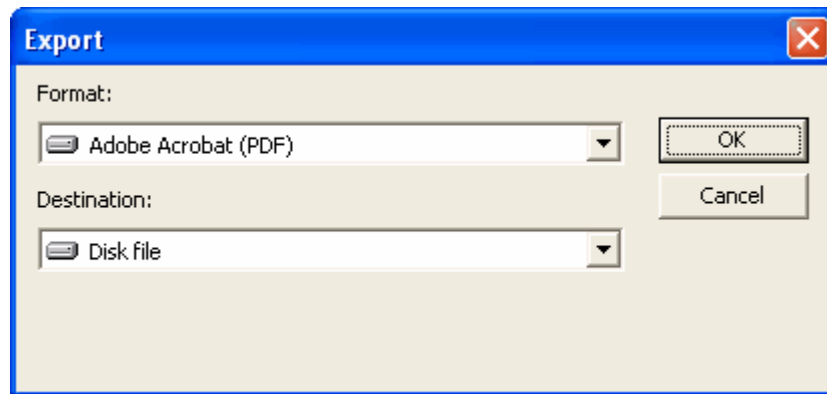 Export
Format:
Adobe Acrobat (PDF)
OK
Cancel
Destination:
Disk file